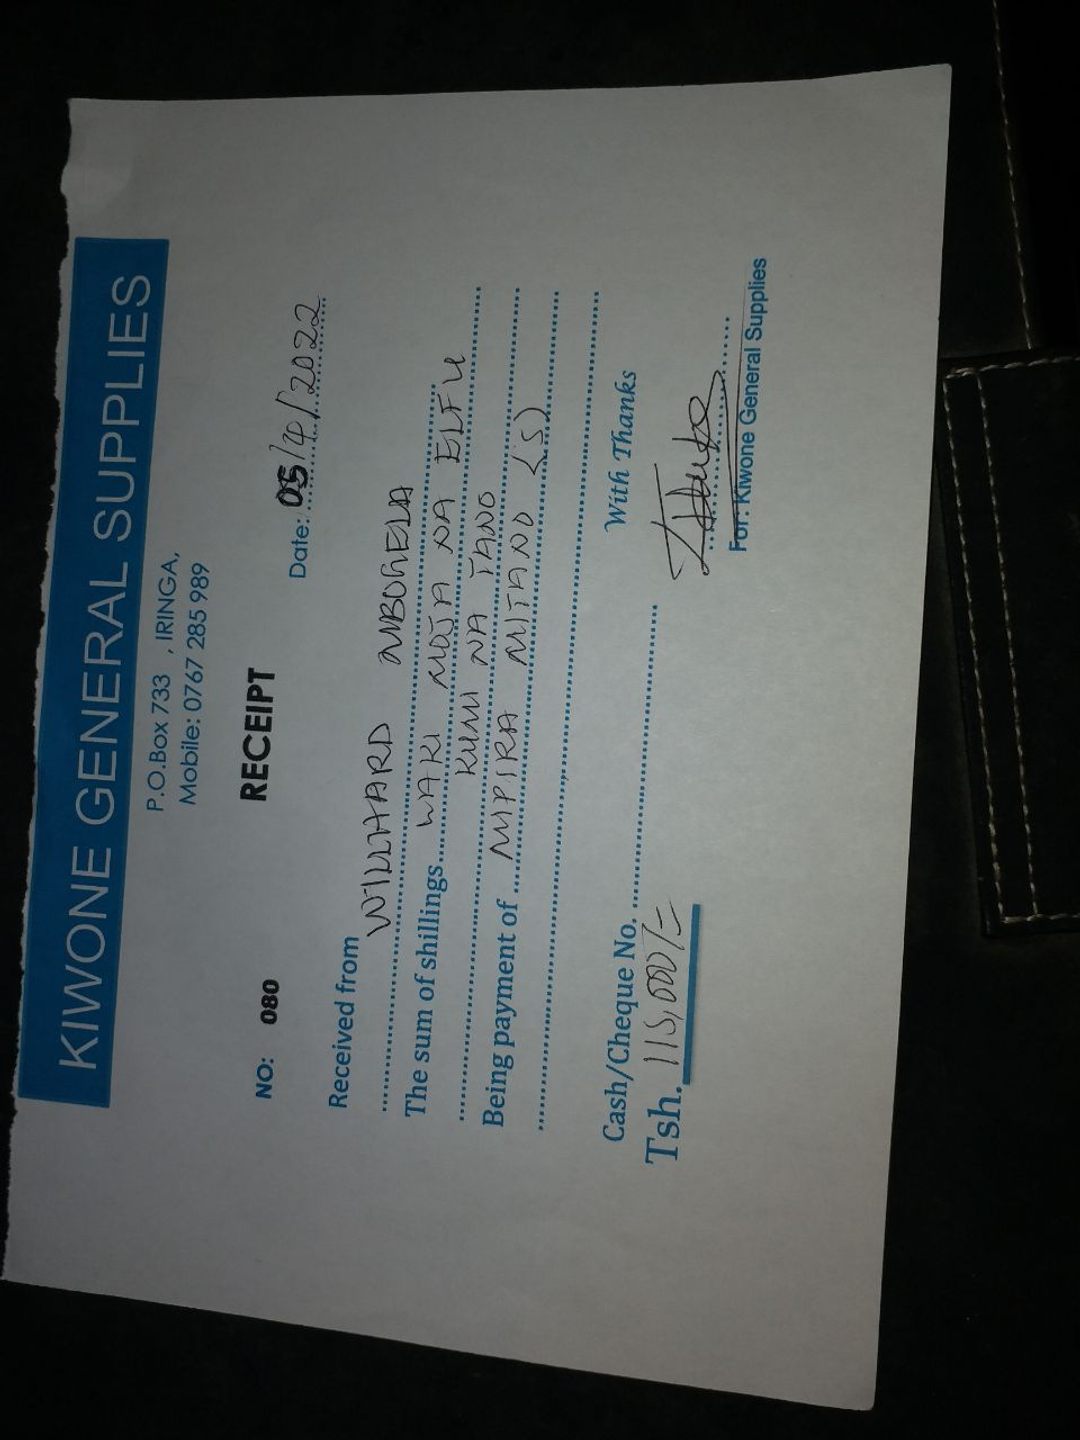 KIWONE GENERAL SUPPLIES
P.O.Box 733 , IRINGA,
Mobile: 0767 285 989
NO: 080 RECEIPT
Date: 05/4/2022
Received from WILLIARD MBOGELA
The sum of shillings WAKI MOJA NA ELFU
KUMI NA TANO
Being payment of MIPIRA MITANO (5)
Cash/Cheque No. With Thanks
Tsh. 115,000/=
For: Kiwone General Supplies